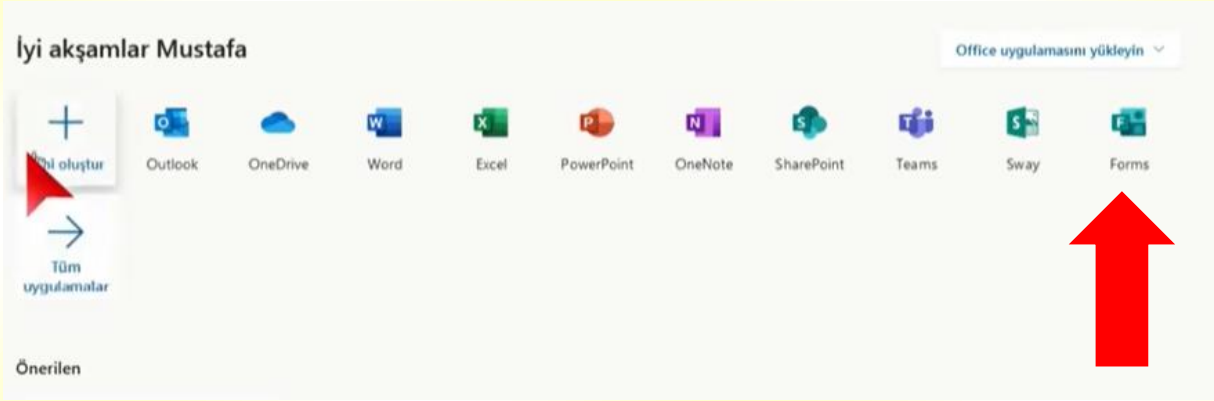 İyi akşamlar Mustafa
Office uygulamasını yükleyin
oluştur
Outlook
OneDrive
Word
Excel
PowerPoint
OneNote
SharePoint
Teams
Sway
Forms
Tüm
uygulamalar
Önerilen